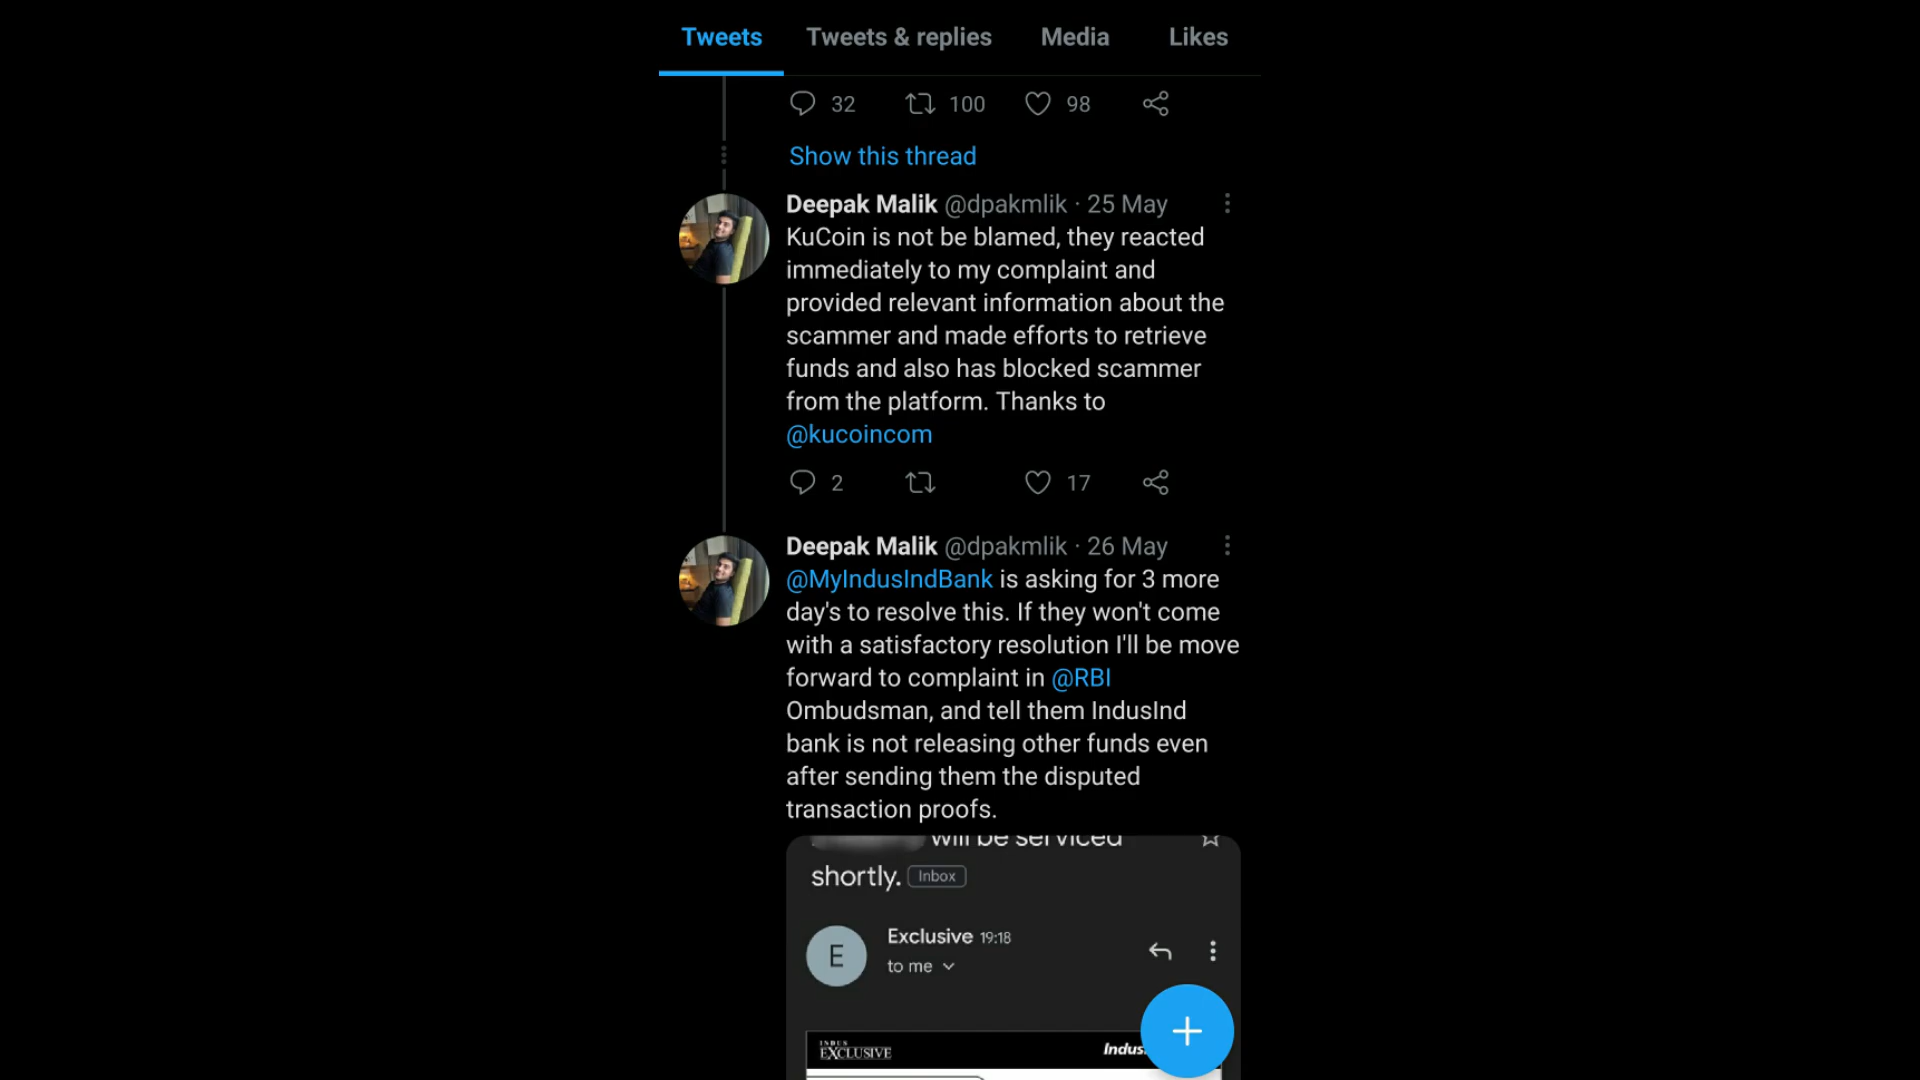 Tweets Tweets & replies Media Likes
32 100 98
Show this thread
Deepak Malik @dpakmlik · 25 May
KuCoin is not be blamed, they reacted
immediately to my complaint and
provided relevant information about the
scammer and made efforts to retrieve
funds and also has blocked scammer
from the platform. Thanks to
@kucoincom
2 17
Deepak Malik @dpakmlik · 26 May
@MyIndusIndBank is asking for 3 more
day's to resolve this. If they won't come
with a satisfactory resolution I'll be move
forward to complaint in @RBI
Ombudsman, and tell them IndusInd
bank is not releasing other funds even
after sending them the disputed
transaction proofs.
will be serviced
shortly. Inbox
E
Exclusive 19:18
to me
INDUS
EXCLUSIVE